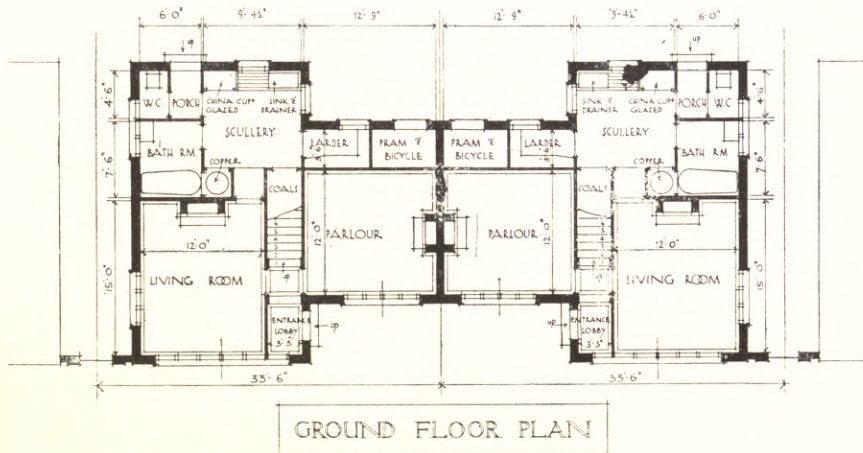 6'-0" 9'-4½" 12'-9" 12'-9" 9'-4½" 6'-0"
UP UP
4'-6" W.C. PORCH CHINA CUPᴰ GLAZED SINK & DRAINER SINK & DRAINER CHINA CUPᴰ GLAZED PORCH W.C. 4'-6"
SCULLERY SCULLERY
7'-6" BATH RM. LARDER PRAM & BICYCLE PRAM & BICYCLE LARDER BATH RM. 7'-6"
COPPER COPPER
COALS COALS
12'-0" 12'-0" PARLOUR PARLOUR 12'-0" 12'-0"
15'-0" LIVING ROOM UP UP LIVING ROOM 15'-0"
ENTRANCE LOBBY UP UP ENTRANCE LOBBY
3'-3" 3'-3"
33'-6" 33'-6"
GROUND FLOOR PLAN